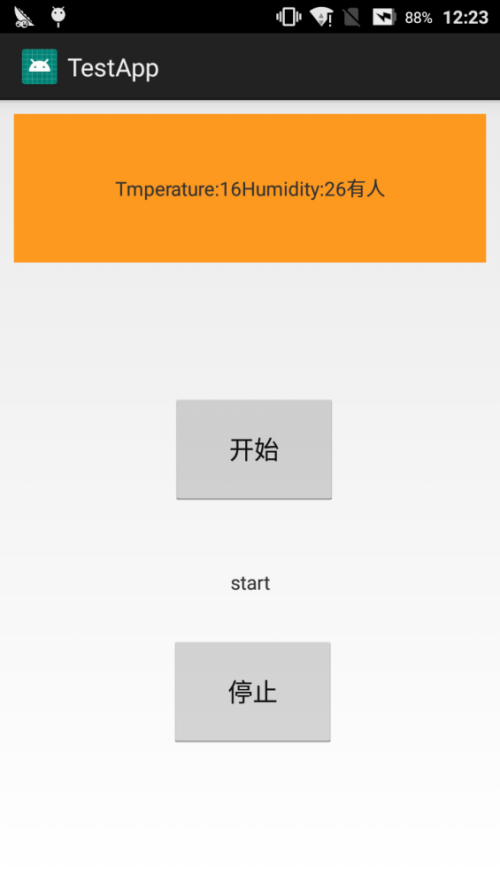 88% 12:23
TestApp
Tmperature:16Humidity:26有人
开始
start
停止